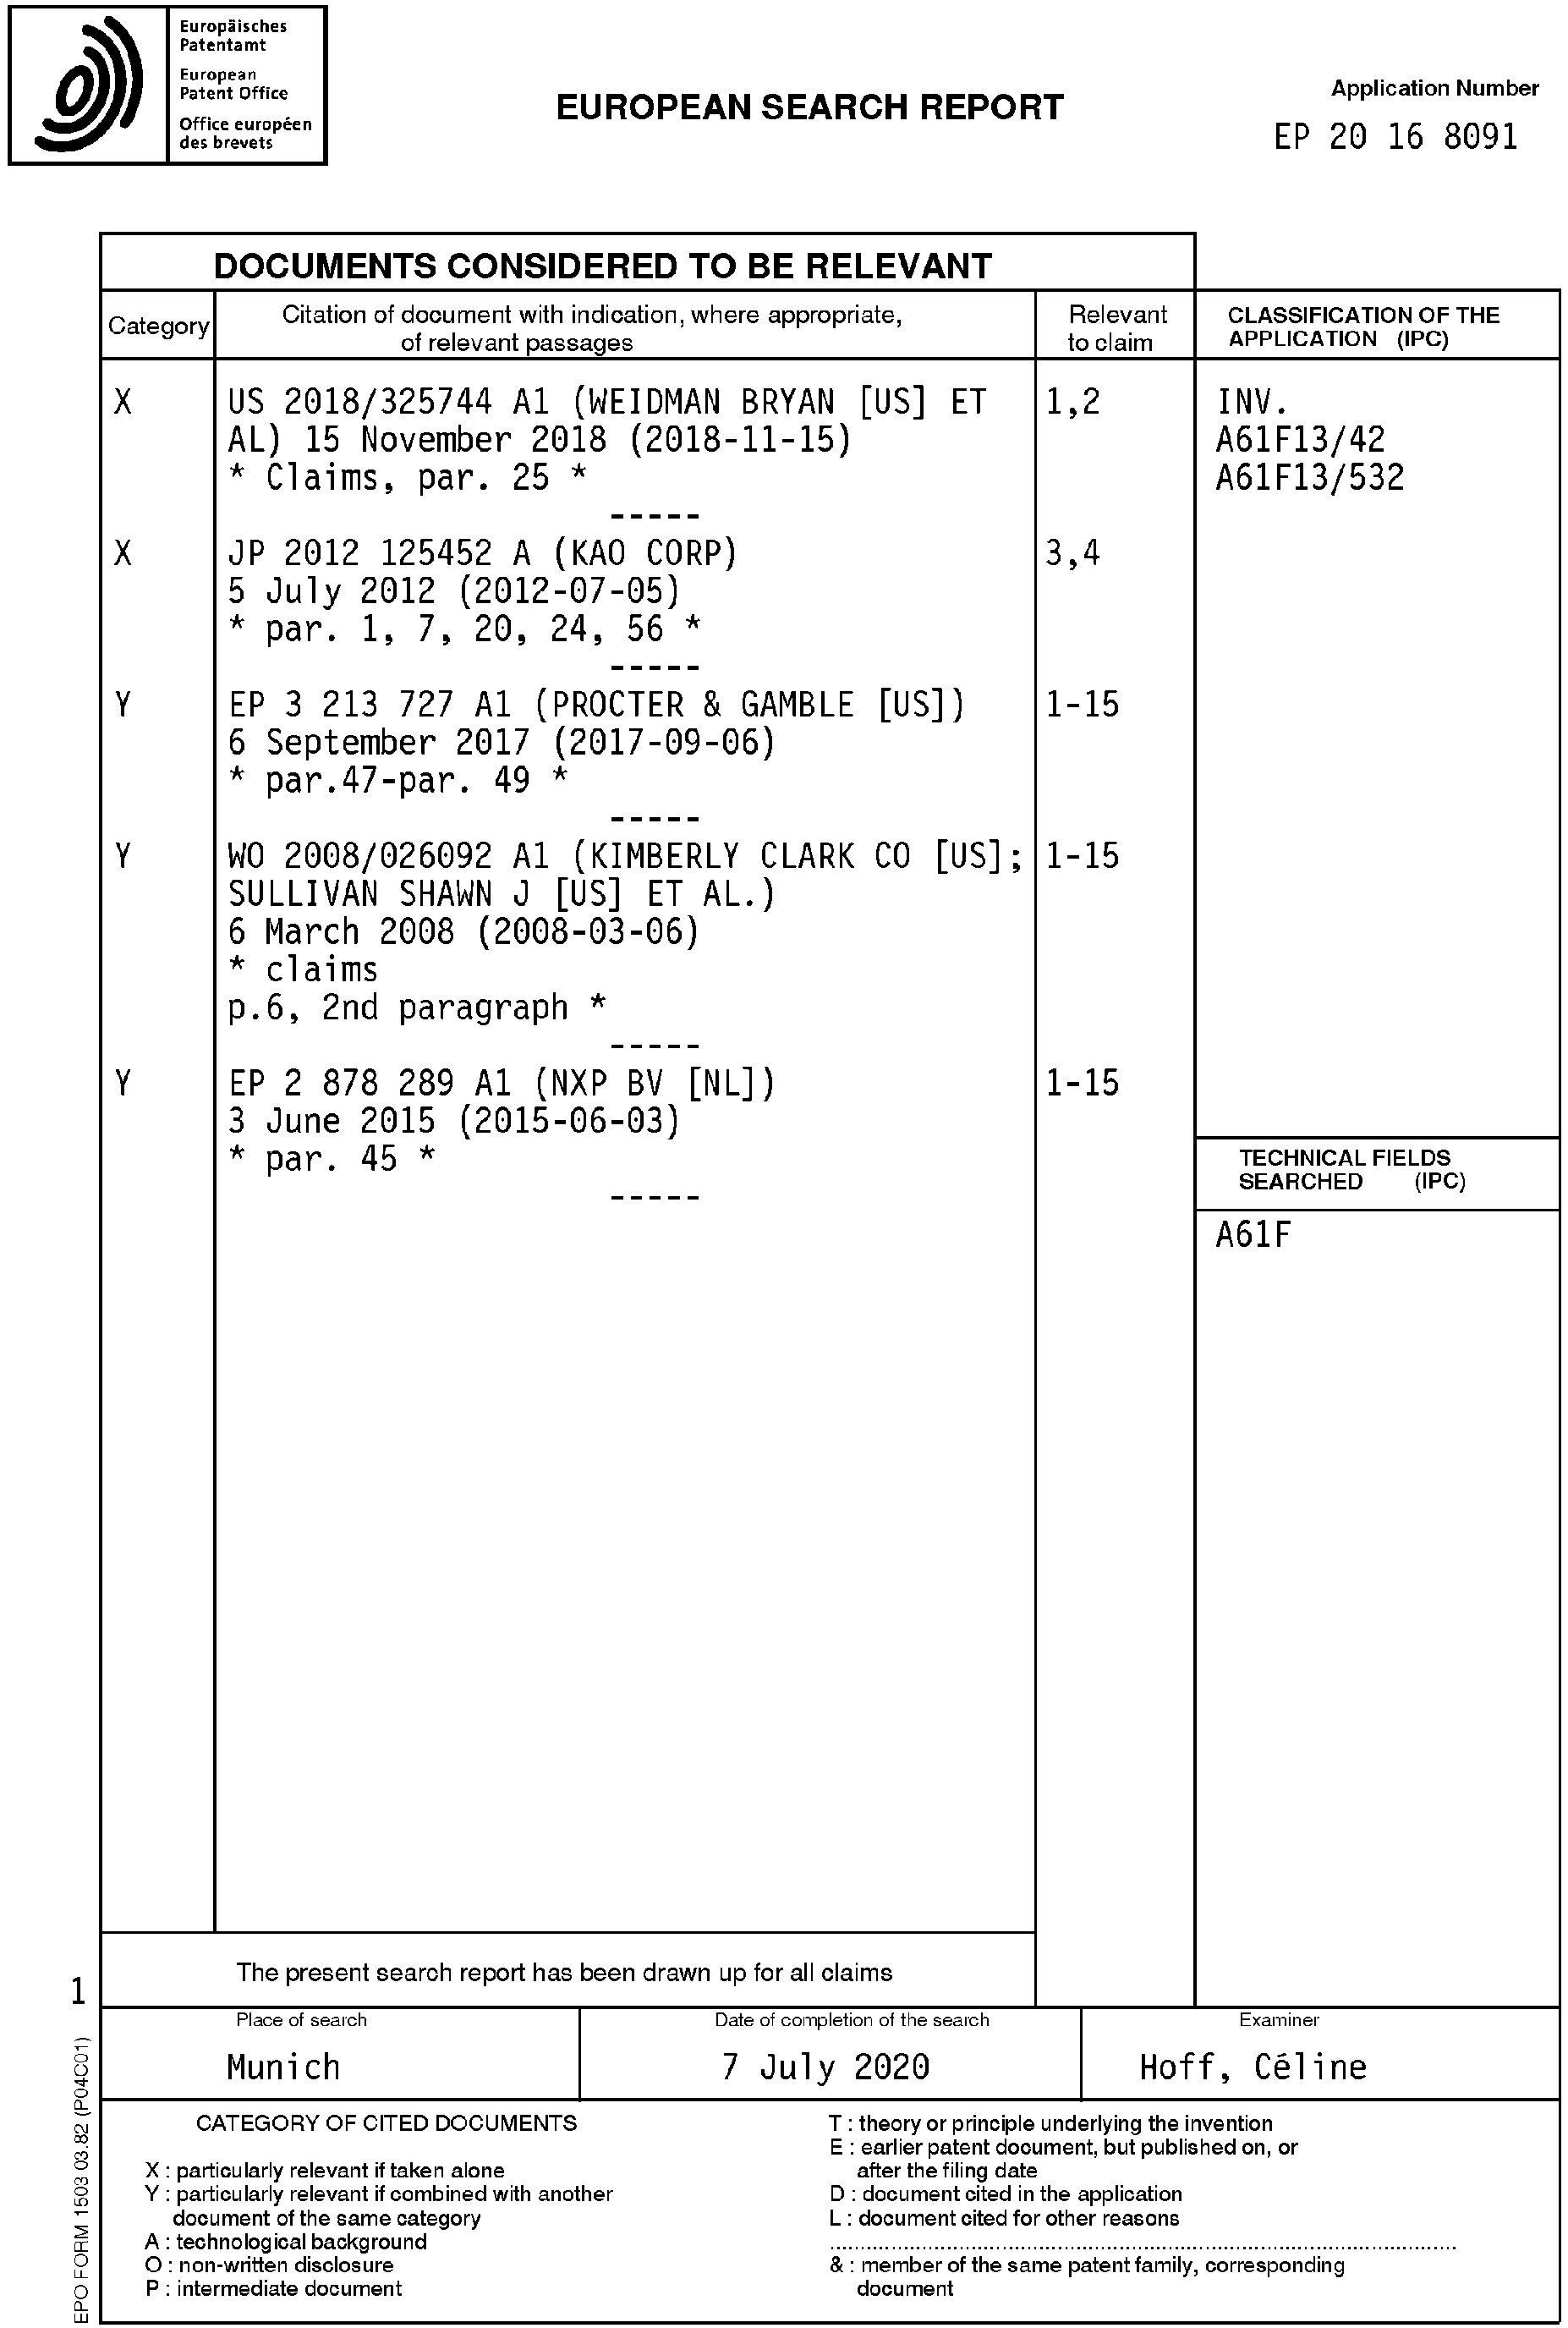 Europäisches
Patentamt
European
Patent Office
Office européen
des brevets
EUROPEAN SEARCH REPORT
Application Number
EP 20 16 8091
DOCUMENTS CONSIDERED TO BE RELEVANT
Category
Citation of document with indication, where appropriate,
of relevant passages
Relevant
to claim
CLASSIFICATION OF THE
APPLICATION (IPC)
X
US 2018/325744 A1 (WEIDMAN BRYAN [US] ET
AL) 15 November 2018 (2018-11-15)
* Claims, par. 25 *
-----
1,2
INV.
A61F13/42
A61F13/532
X
JP 2012 125452 A (KAO CORP)
5 July 2012 (2012-07-05)
* par. 1, 7, 20, 24, 56 *
-----
3,4
Y
EP 3 213 727 A1 (PROCTER & GAMBLE [US])
6 September 2017 (2017-09-06)
* par.47-par. 49 *
-----
1-15
Y
WO 2008/026092 A1 (KIMBERLY CLARK CO [US];
SULLIVAN SHAWN J [US] ET AL.)
6 March 2008 (2008-03-06)
* claims
p.6, 2nd paragraph *
-----
1-15
Y
EP 2 878 289 A1 (NXP BV [NL])
3 June 2015 (2015-06-03)
* par. 45 *
-----
1-15
TECHNICAL FIELDS
SEARCHED (IPC)
A61F
The present search report has been drawn up for all claims
1
Place of search
Munich
Date of completion of the search
7 July 2020
Examiner
Hoff, Céline
CATEGORY OF CITED DOCUMENTS
X : particularly relevant if taken alone
Y : particularly relevant if combined with another
document of the same category
A : technological background
O : non-written disclosure
P : intermediate document
T : theory or principle underlying the invention
E : earlier patent document, but published on, or
after the filing date
D : document cited in the application
L : document cited for other reasons
& : member of the same patent family, corresponding
document
EPO FORM 1503 03.82 (P04C01)